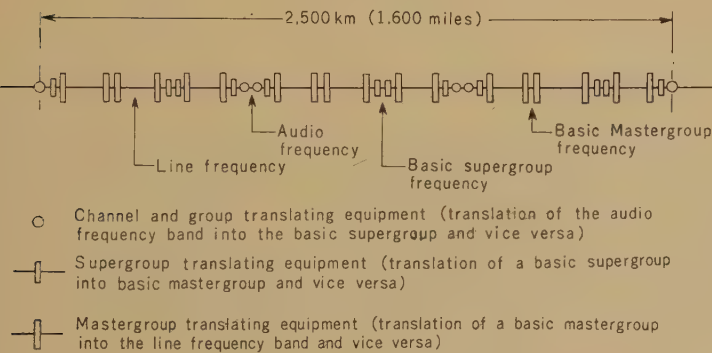 2,500 km (1.600 miles)
Audio frequency
Basic Mastergroup frequency
Line frequency
Basic supergroup frequency
Channel and group translating equipment (translation of the audio
frequency band into the basic supergroup and vice versa)
Supergroup translating equipment (translation of a basic supergroup
into basic mastergroup and vice versa)
Mastergroup translating equipment (translation of a basic mastergroup
into the line frequency band and vice versa)